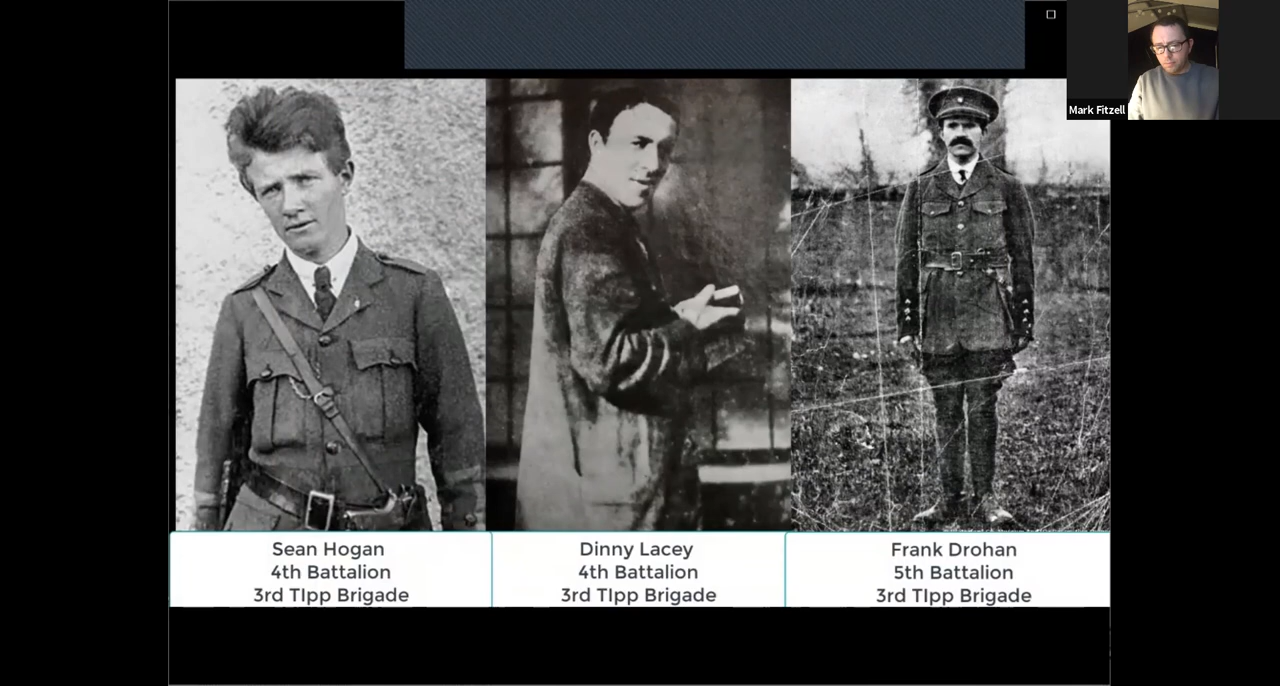 Mark Fitzell
Sean Hogan
4th Battalion
3rd TIpp Brigade
Dinny Lacey
4th Battalion
3rd TIpp Brigade
Frank Drohan
5th Battalion
3rd TIpp Brigade